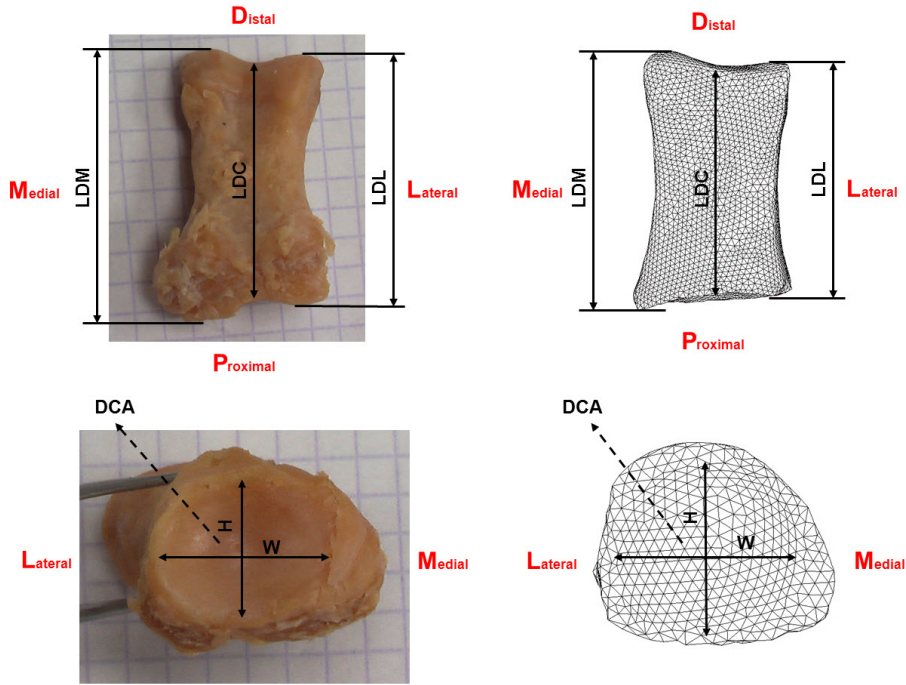 Distal
LDM
LDC
LDL
Medial
Lateral
Proximal
Distal
LDM
LDC
LDL
Medial
Lateral
Proximal
DCA
H
W
Lateral
Medial
DCA
H
W
Lateral
Medial